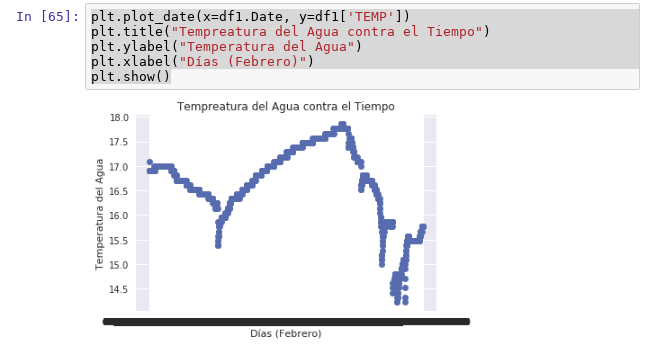 In [65]: plt.plot_date(x=df1.Date, y=df1['TEMP'])
plt.title("Tempreatura del Agua contra el Tiempo")
plt.ylabel("Temperatura del Agua")
plt.xlabel("Días (Febrero)")
plt.show()
Tempreatura del Agua contra el Tiempo
18.0
17.5
17.0
16.5
16.0
15.5
15.0
14.5
Temperatura del Agua
Días (Febrero)